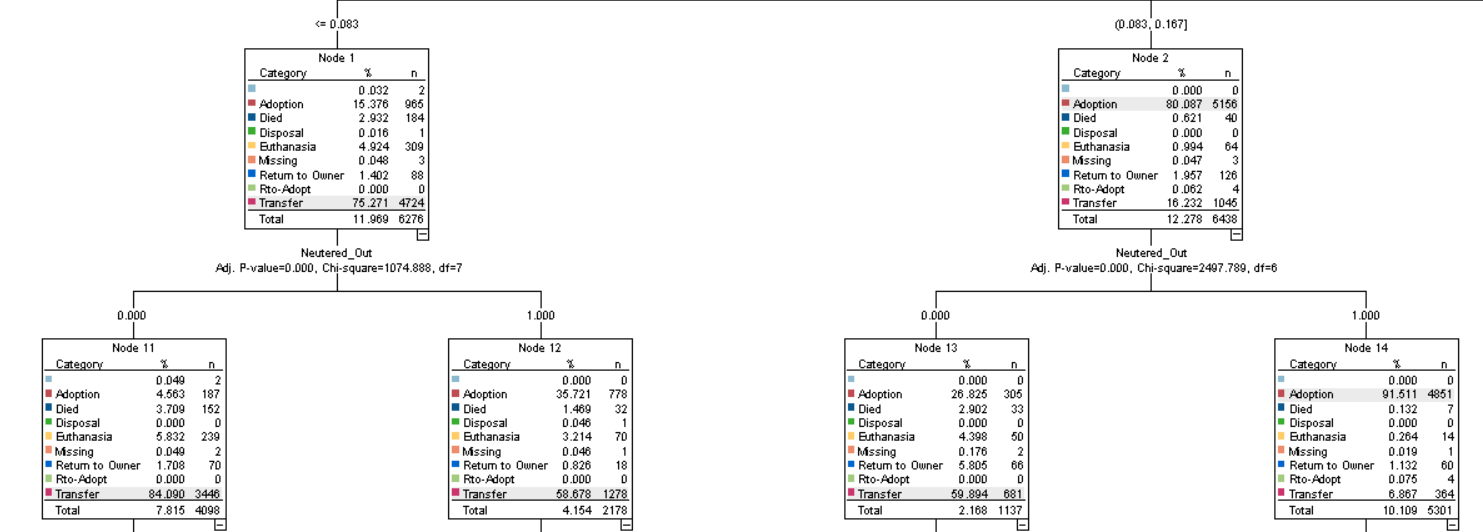 <= 0.083
(0.083, 0.167]
Node 1
Category % n
0.032 2
Adoption 15.376 965
Died 2.932 184
Disposal 0.016 1
Euthanasia 4.924 309
Missing 0.048 3
Return to Owner 1.402 88
Rto-Adopt 0.000 0
Transfer 75.271 4724
Total 11.969 6276
Node 2
Category % n
0.000 0
Adoption 80.087 5156
Died 0.621 40
Disposal 0.000 0
Euthanasia 0.994 64
Missing 0.047 3
Return to Owner 1.957 126
Rto-Adopt 0.062 4
Transfer 16.232 1045
Total 12.278 6438
Neutered_Out
Adj. P-value=0.000, Chi-square=1074.888, df=7
Neutered_Out
Adj. P-value=0.000, Chi-square=2497.789, df=6
0.000
1.000
0.000
1.000
Node 11
Category % n
0.049 2
Adoption 4.563 187
Died 3.709 152
Disposal 0.000 0
Euthanasia 5.832 239
Missing 0.049 2
Return to Owner 1.708 70
Rto-Adopt 0.000 0
Transfer 84.090 3446
Total 7.815 4098
Node 12
Category % n
0.000 0
Adoption 35.721 778
Died 1.469 32
Disposal 0.046 1
Euthanasia 3.214 70
Missing 0.046 1
Return to Owner 0.826 18
Rto-Adopt 0.000 0
Transfer 58.678 1278
Total 4.154 2178
Node 13
Category % n
0.000 0
Adoption 26.825 305
Died 2.902 33
Disposal 0.000 0
Euthanasia 4.398 50
Missing 0.176 2
Return to Owner 5.805 66
Rto-Adopt 0.000 0
Transfer 59.894 681
Total 2.168 1137
Node 14
Category % n
0.000 0
Adoption 91.511 4851
Died 0.132 7
Disposal 0.000 0
Euthanasia 0.264 14
Missing 0.019 1
Return to Owner 1.132 60
Rto-Adopt 0.075 4
Transfer 6.867 364
Total 10.109 5301